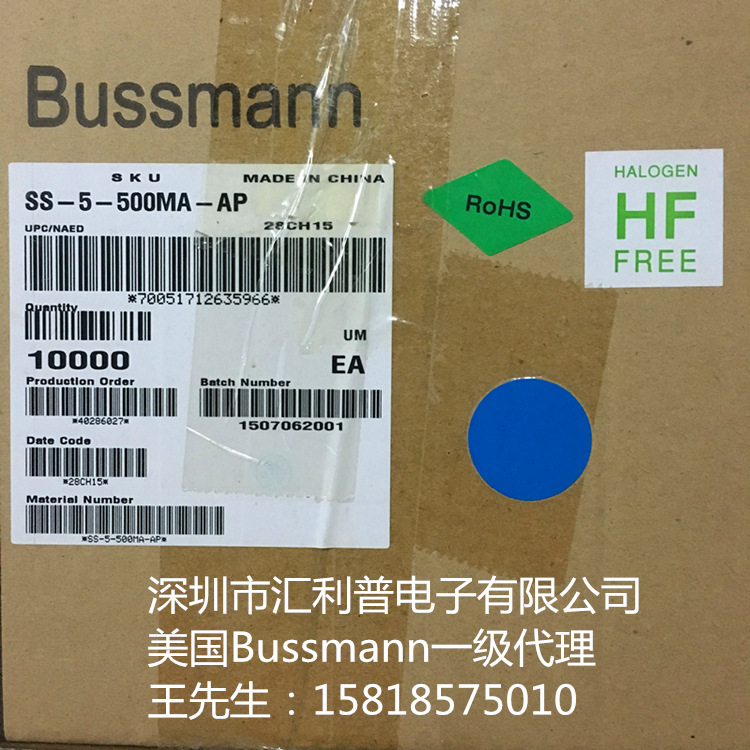 Bussmann
SKU MADE IN CHINA
SS-5-500MA-AP
UPC/NAED 28CH15
*70051712635966*
Quantity
UM
10000 EA
Production Order Batch Number
*40286027* 1507062001
Date Code
*28CH15*
Material Number
*SS-5-500MA-AP*
RoHS
HALOGEN
HF
FREE
深圳市汇利普电子有限公司
美国Bussmann一级代理
王先生：15818575010